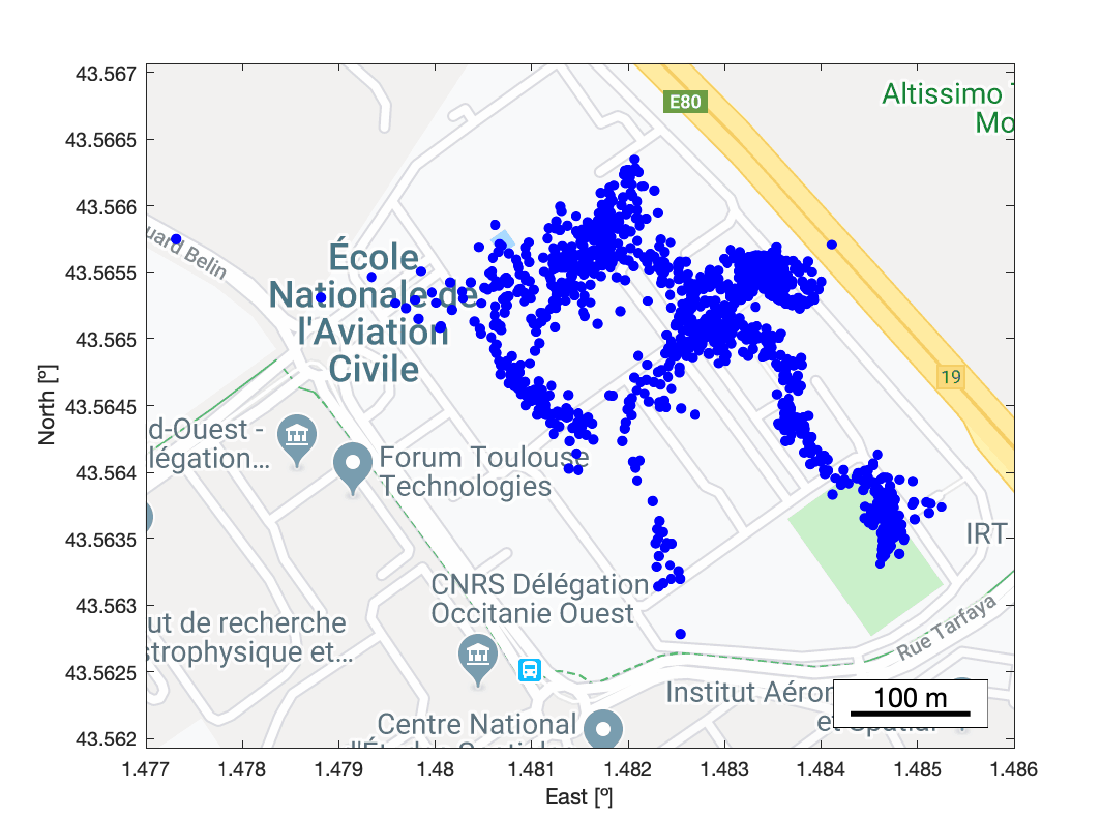 43.567
43.5665
43.566
43.5655
43.565
43.5645
43.564
43.5635
43.563
43.5625
43.562
North [º]
E80
Altissimo
Mo
uard Belin
École
Nationale de
l'Aviation
Civile
19
d-Ouest -
légation...
Forum Toulouse
Technologies
IRT
CNRS Délégation
Occitanie Ouest
ut de recherche
strophysique et...
Rue Tarfaya
Institut Aéron
et Spatial
100 m
Centre National
1.477
1.478
1.479
1.48
1.481
1.482
1.483
1.484
1.485
1.486
East [º]